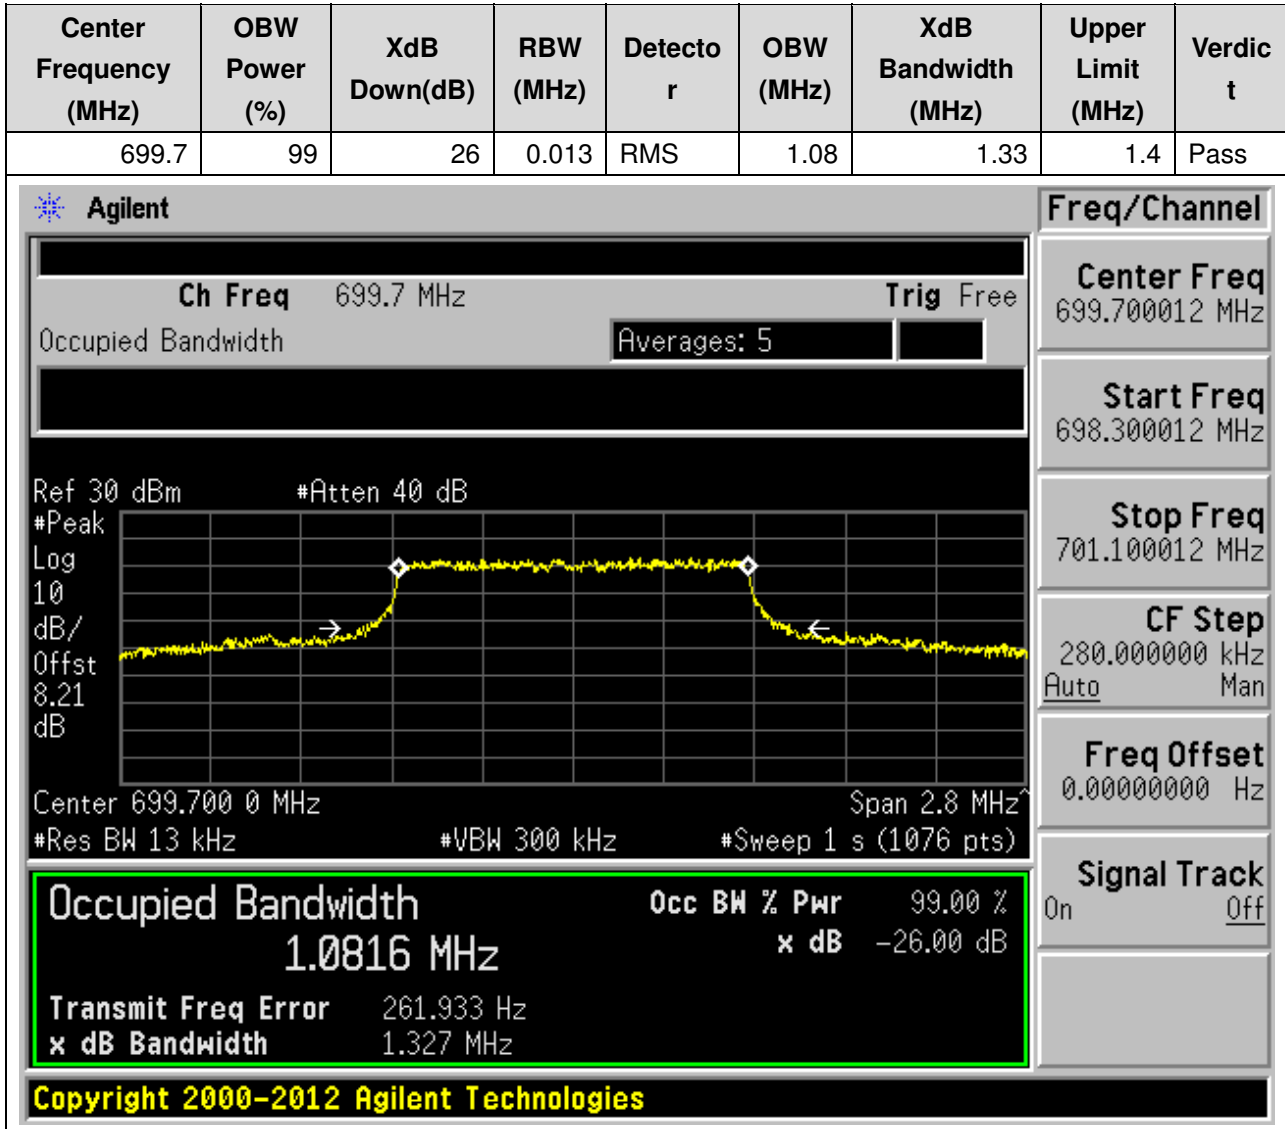 Center Frequency (MHz) OBW Power (%) XdB Down(dB) RBW (MHz) Detecto r OBW (MHz) XdB Bandwidth (MHz) Upper Limit (MHz) Verdic t
699.7 99 26 0.013 RMS 1.08 1.33 1.4 Pass
Agilent
Freq/Channel
Ch Freq 699.7 MHz Trig Free
Occupied Bandwidth Averages: 5
Ref 30 dBm #Atten 40 dB
#Peak
Log
10
dB/
Offst
8.21
dB
Center 699.700 0 MHz Span 2.8 MHz^
#Res BW 13 kHz #VBW 300 kHz #Sweep 1 s (1076 pts)
Occupied Bandwidth
1.0816 MHz
Occ BW % Pwr 99.00 %
x dB -26.00 dB
Transmit Freq Error 261.933 Hz
x dB Bandwidth 1.327 MHz
Center Freq
699.700012 MHz
Start Freq
698.300012 MHz
Stop Freq
701.100012 MHz
CF Step
280.000000 kHz
Auto Man
Freq Offset
0.00000000 Hz
Signal Track
On Off
Copyright 2000-2012 Agilent Technologies